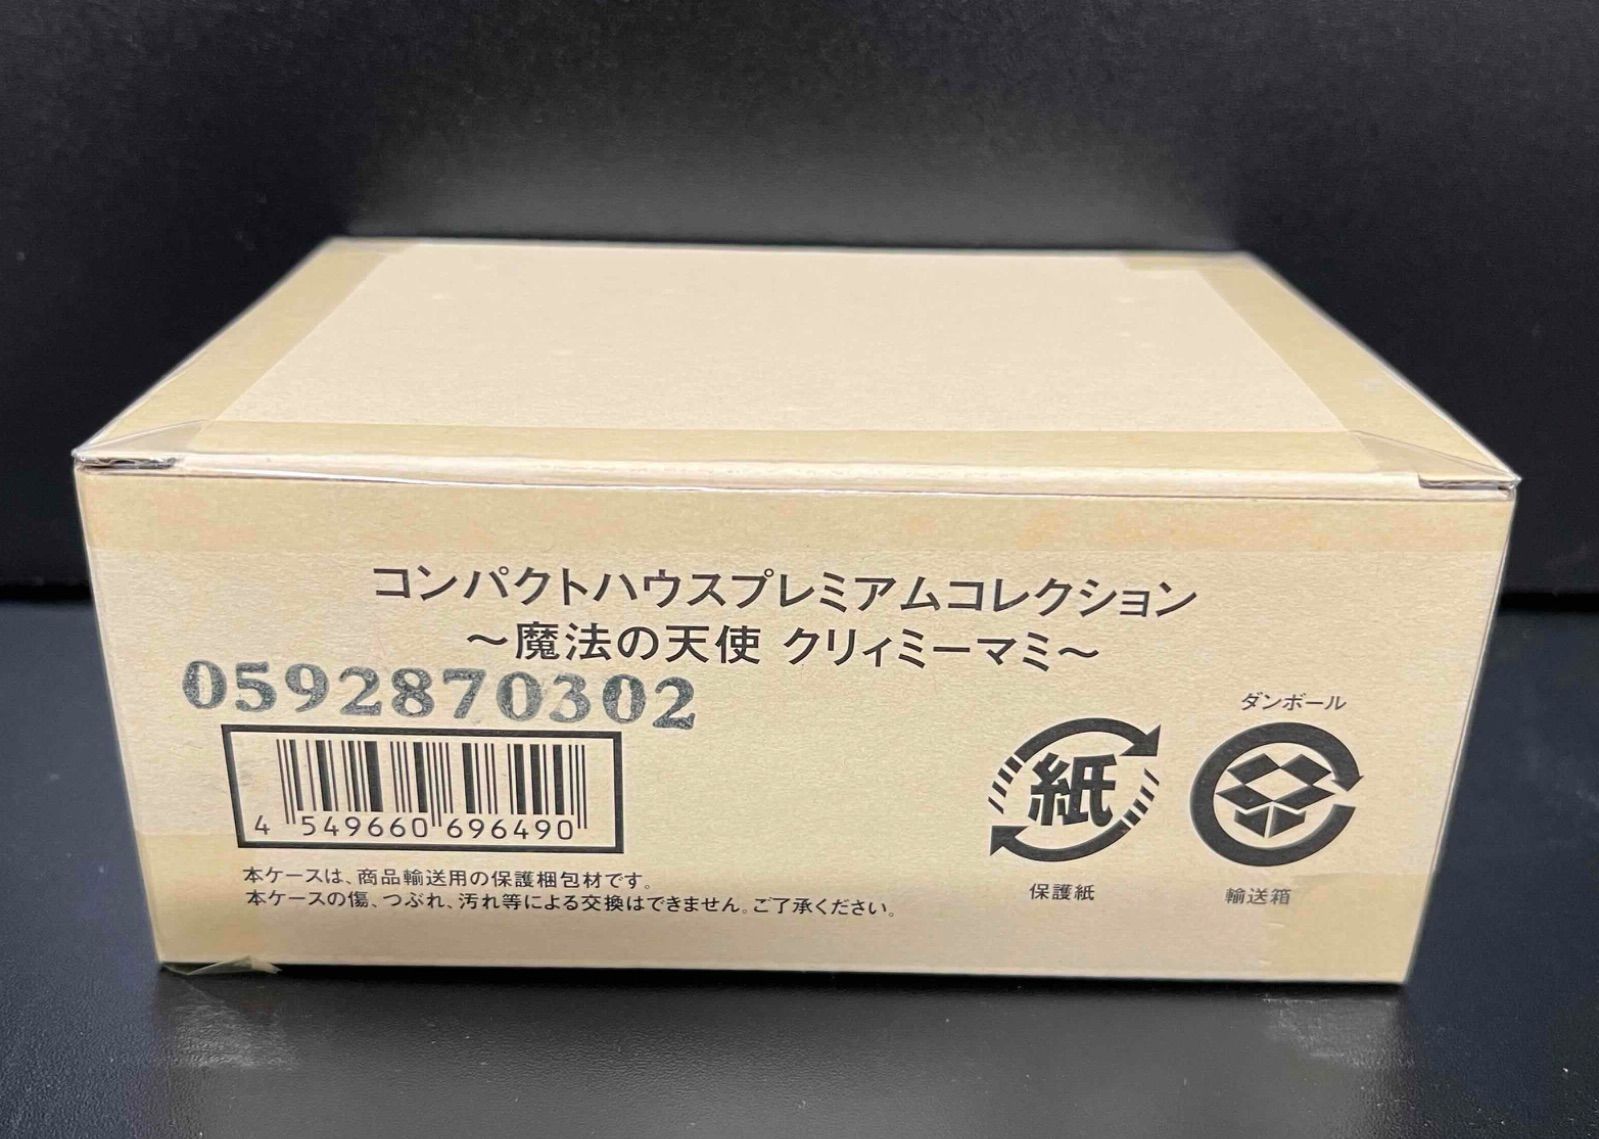 コンパクトハウスプレミアムコレクション
～魔法の天使 クリィミーマミ～
0592870302
4 549660 696490
本ケースは、商品輸送用の保護梱包材です。
本ケースの傷、つぶれ、汚れ等による交換はできません。ご了承ください。
紙
保護紙
ダンボール
輸送箱